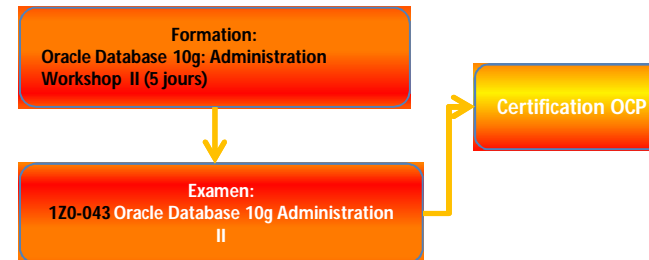 Formation:
Oracle Database 10g: Administration
Workshop II (5 jours)
Certification OCP
Examen:
1Z0-043 Oracle Database 10g Administration
II